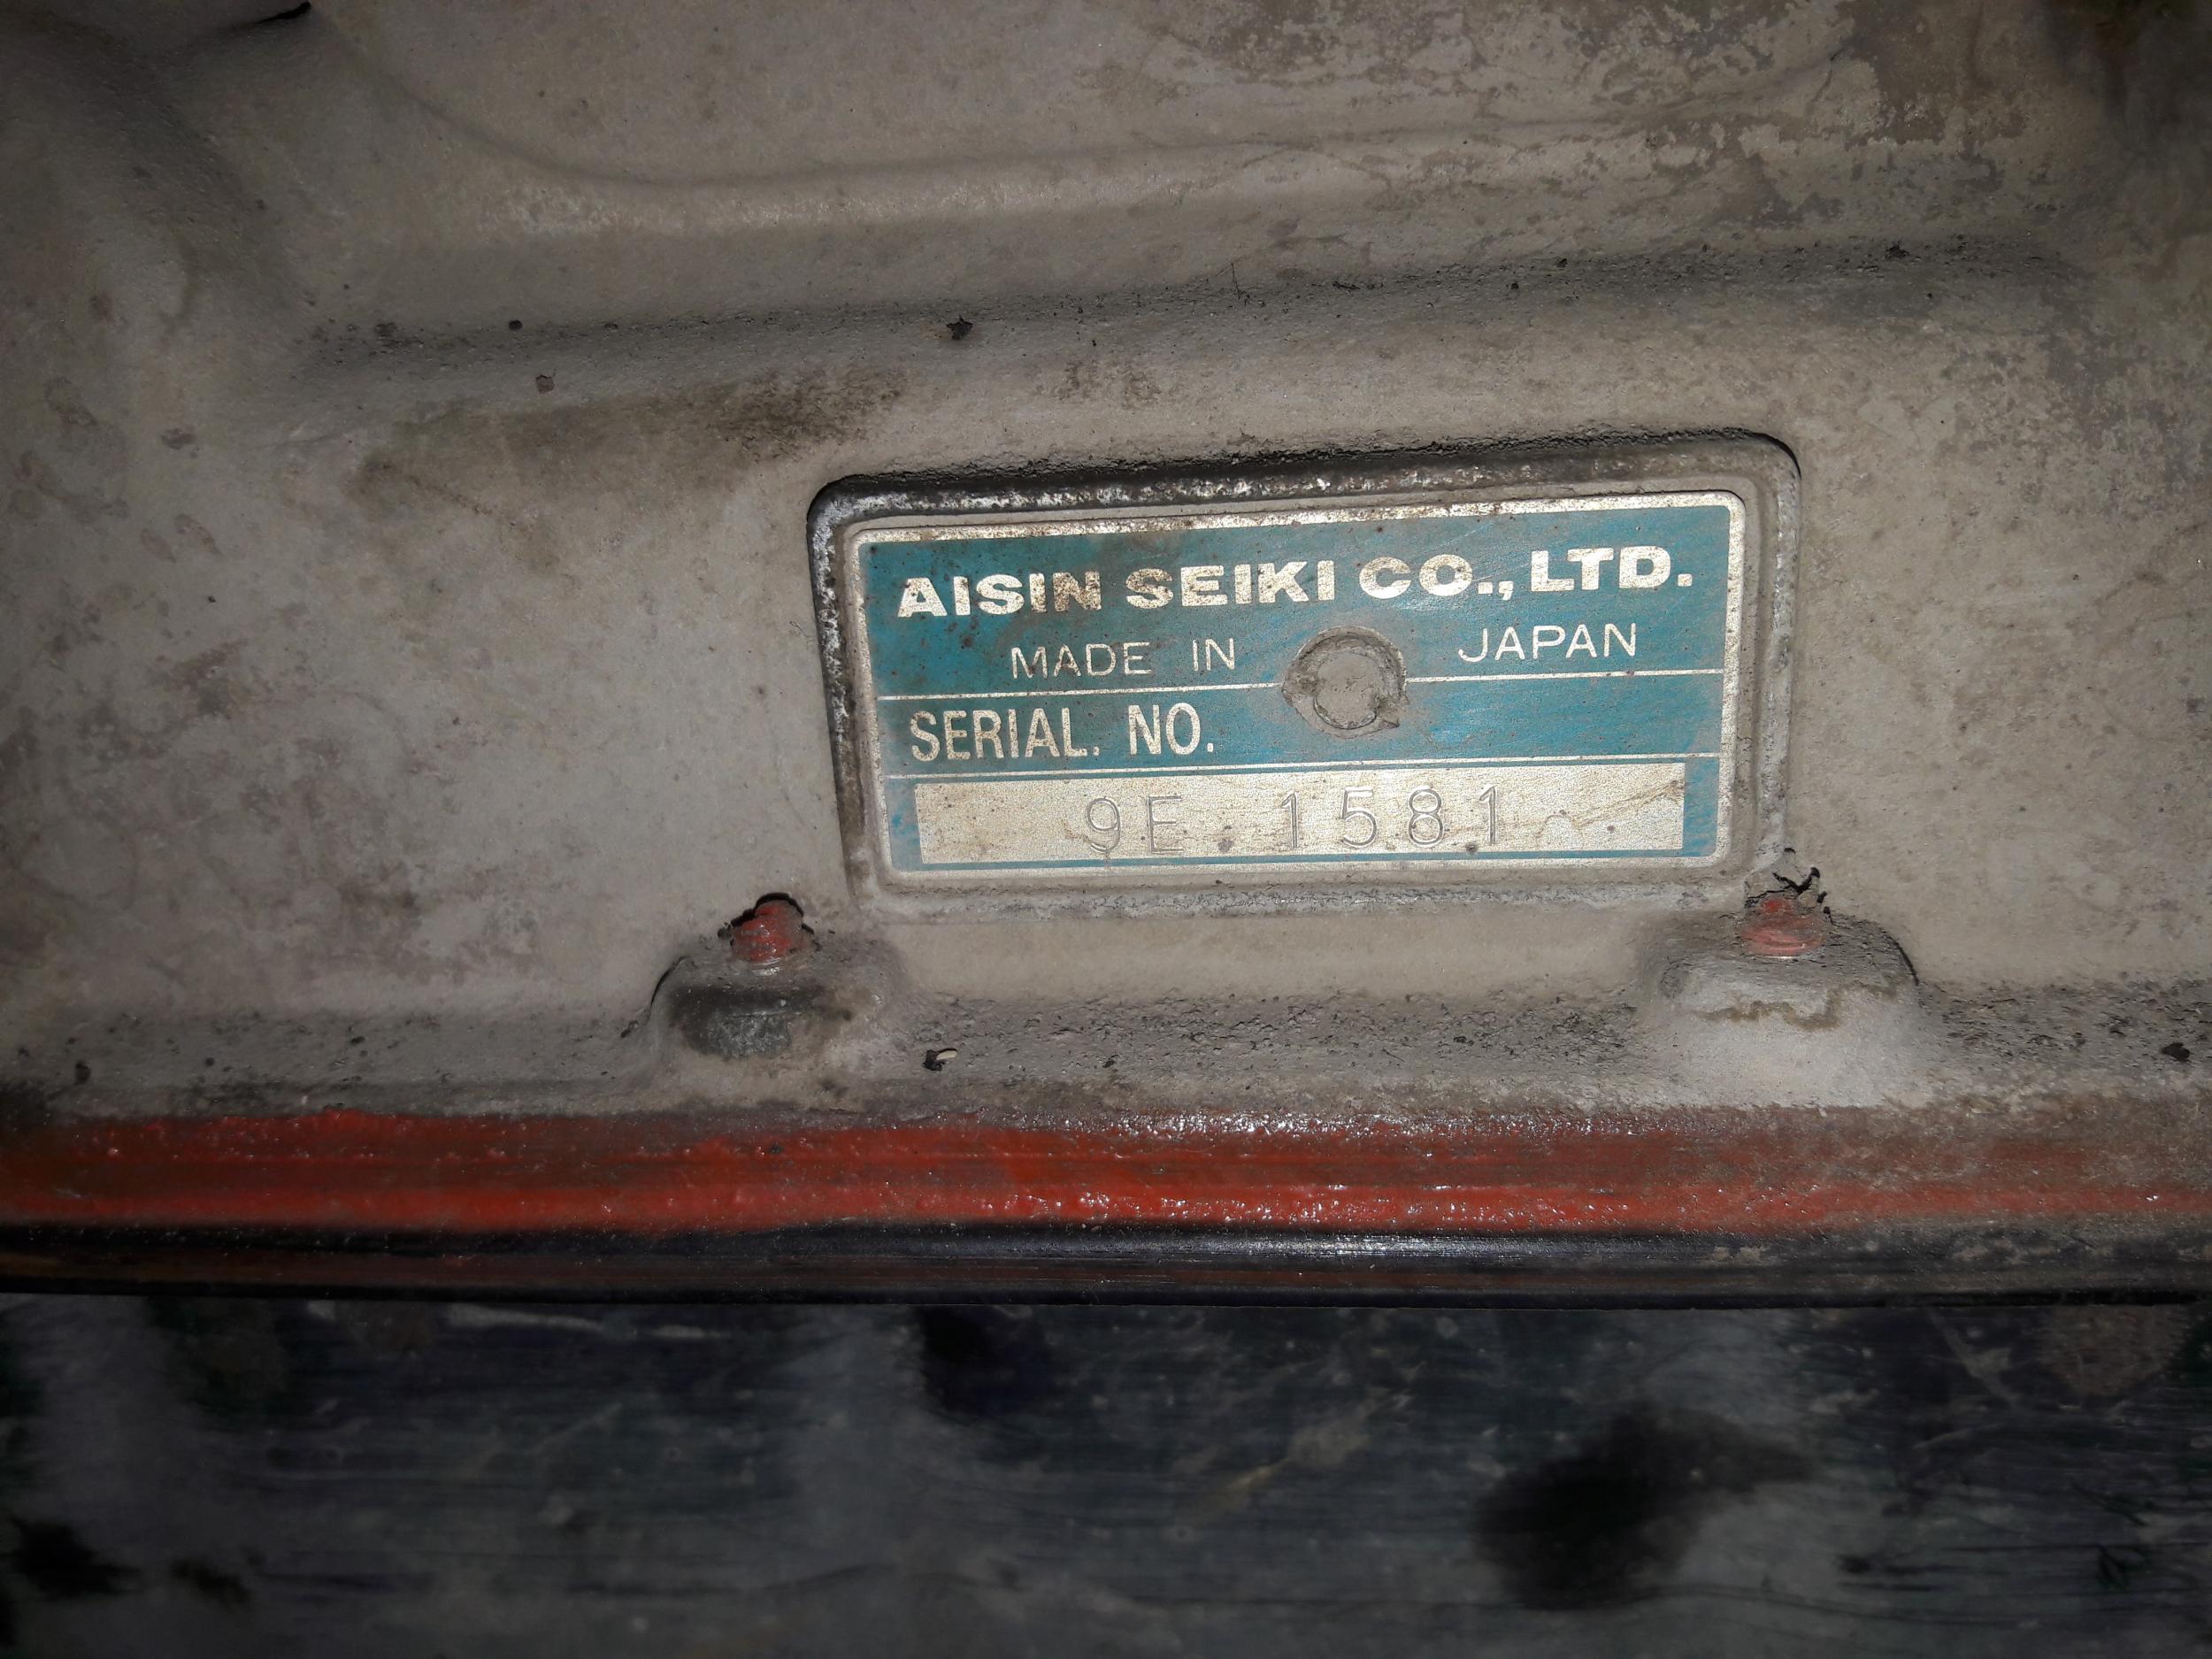 AISIN SEIKI CO., LTD.
MADE IN JAPAN
SERIAL. NO.
9E 1581